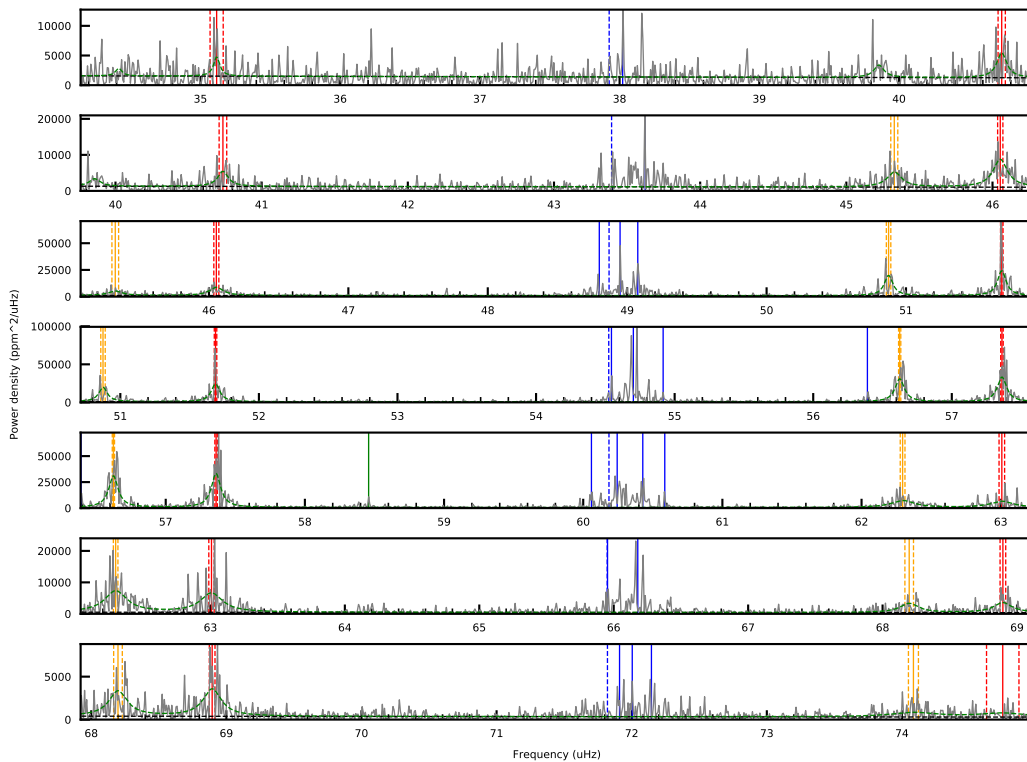 10000
5000
0
35 36 37 38 39 40
20000
10000
0
40 41 42 43 44 45 46
50000
25000
0
46 47 48 49 50 51
100000
50000
0
51 52 53 54 55 56 57
Power density (ppm^2/uHz)
50000
25000
0
57 58 59 60 61 62 63
20000
10000
0
63 64 65 66 67 68 69
5000
0
68 69 70 71 72 73 74
Frequency (uHz)